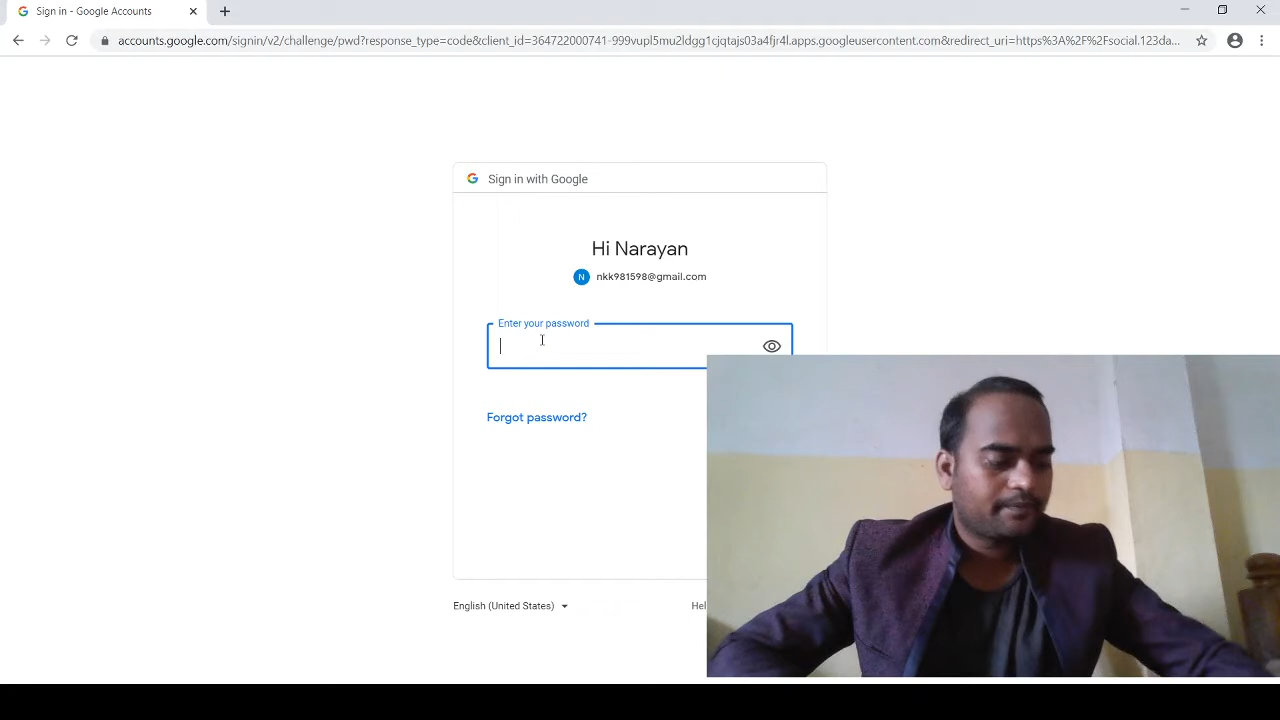 Sign in - Google Accounts
accounts.google.com/signin/v2/challenge/pwd?response_type=code&client_id=364722000741-999vupl5mu2ldgg1cjqtajs03a4fjr4l.apps.googleusercontent.com&redirect_uri=https%3A%2F%2Fsocial.123da...
Sign in with Google
Hi Narayan
N nkk981598@gmail.com
Enter your password
Forgot password?
English (United States)
Hel